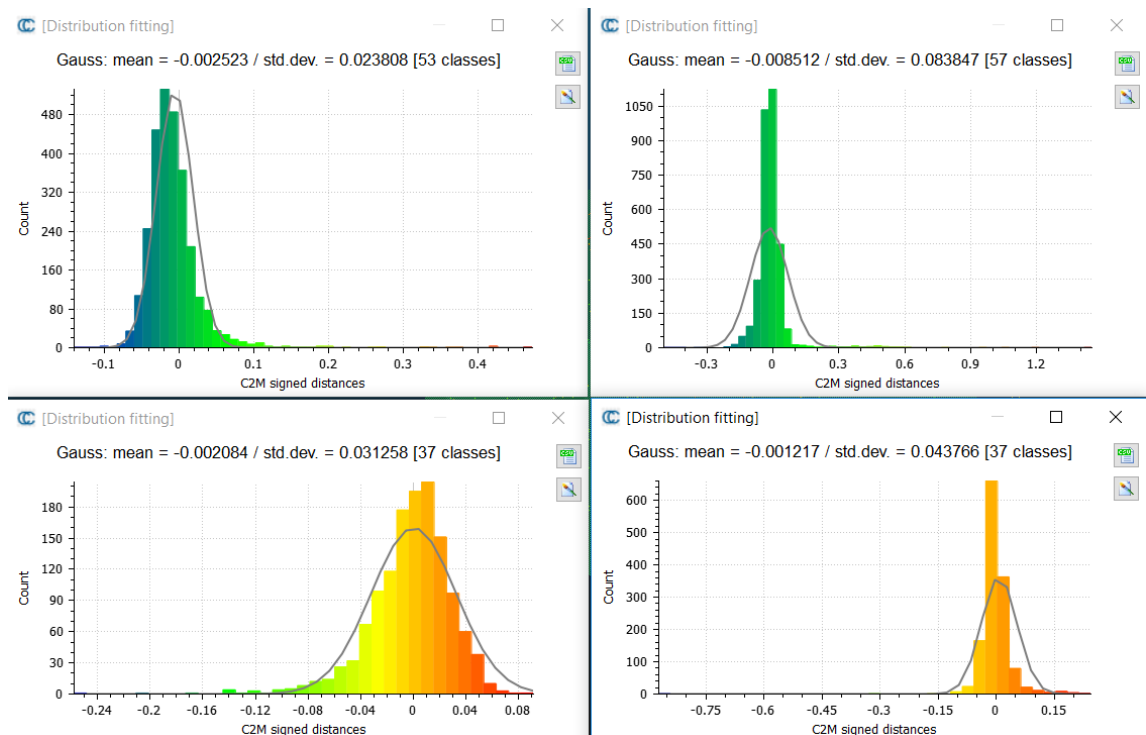 [Distribution fitting]
Gauss: mean = -0.002523 / std.dev. = 0.023808 [53 classes]
480
400
320
240
160
80
0
Count
-0.1 0 0.1 0.2 0.3 0.4
C2M signed distances
[Distribution fitting]
Gauss: mean = -0.008512 / std.dev. = 0.083847 [57 classes]
1050
900
750
600
450
300
150
0
Count
-0.3 0 0.3 0.6 0.9 1.2
C2M signed distances
[Distribution fitting]
Gauss: mean = -0.002084 / std.dev. = 0.031258 [37 classes]
180
150
120
90
60
30
0
Count
-0.24 -0.2 -0.16 -0.12 -0.08 -0.04 0 0.04 0.08
C2M signed distances
[Distribution fitting]
Gauss: mean = -0.001217 / std.dev. = 0.043766 [37 classes]
600
500
400
300
200
100
0
Count
-0.75 -0.6 -0.45 -0.3 -0.15 0 0.15
C2M signed distances